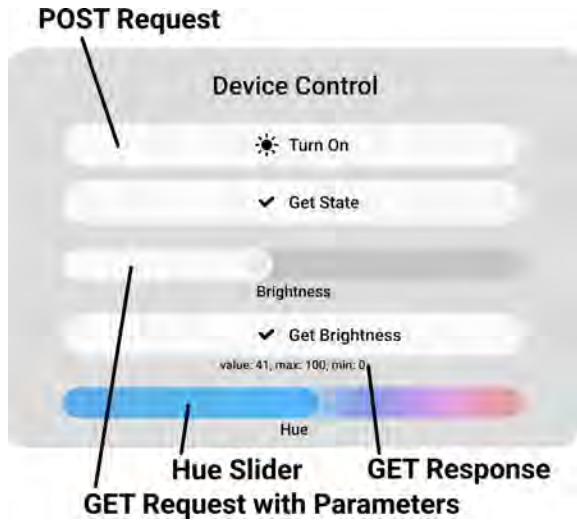 POST Request
Device Control
Turn On
Get State
Brightness
Get Brightness
value: 41, max: 100, min: 0
Hue
Hue Slider
GET Response
GET Request with Parameters